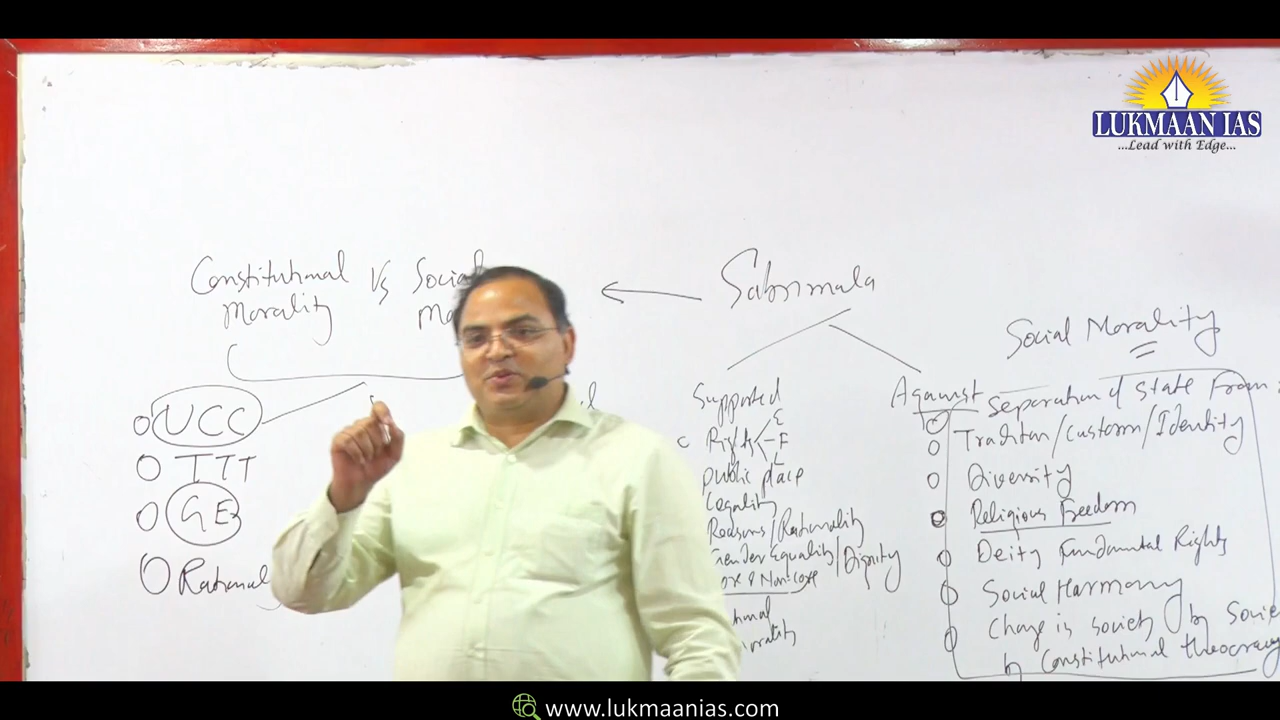 LUKMAAN IAS
...Lead with Edge...
Constitutional Vs Social
Morality
UCC
TTT
GE
Rational
Sabrimala
Supported
Rights E F L
public place
Legality
Reasons/Rationality
Gender Equality/Dignity
& Non-core
Social Morality
Against
Separation of State From
Tradition/Custom/Identity
Diversity
Religious Freedom
Deity Fundamental Rights
Social Harmony
Change in society by
by Constitutional theocracy
www.lukmaanias.com